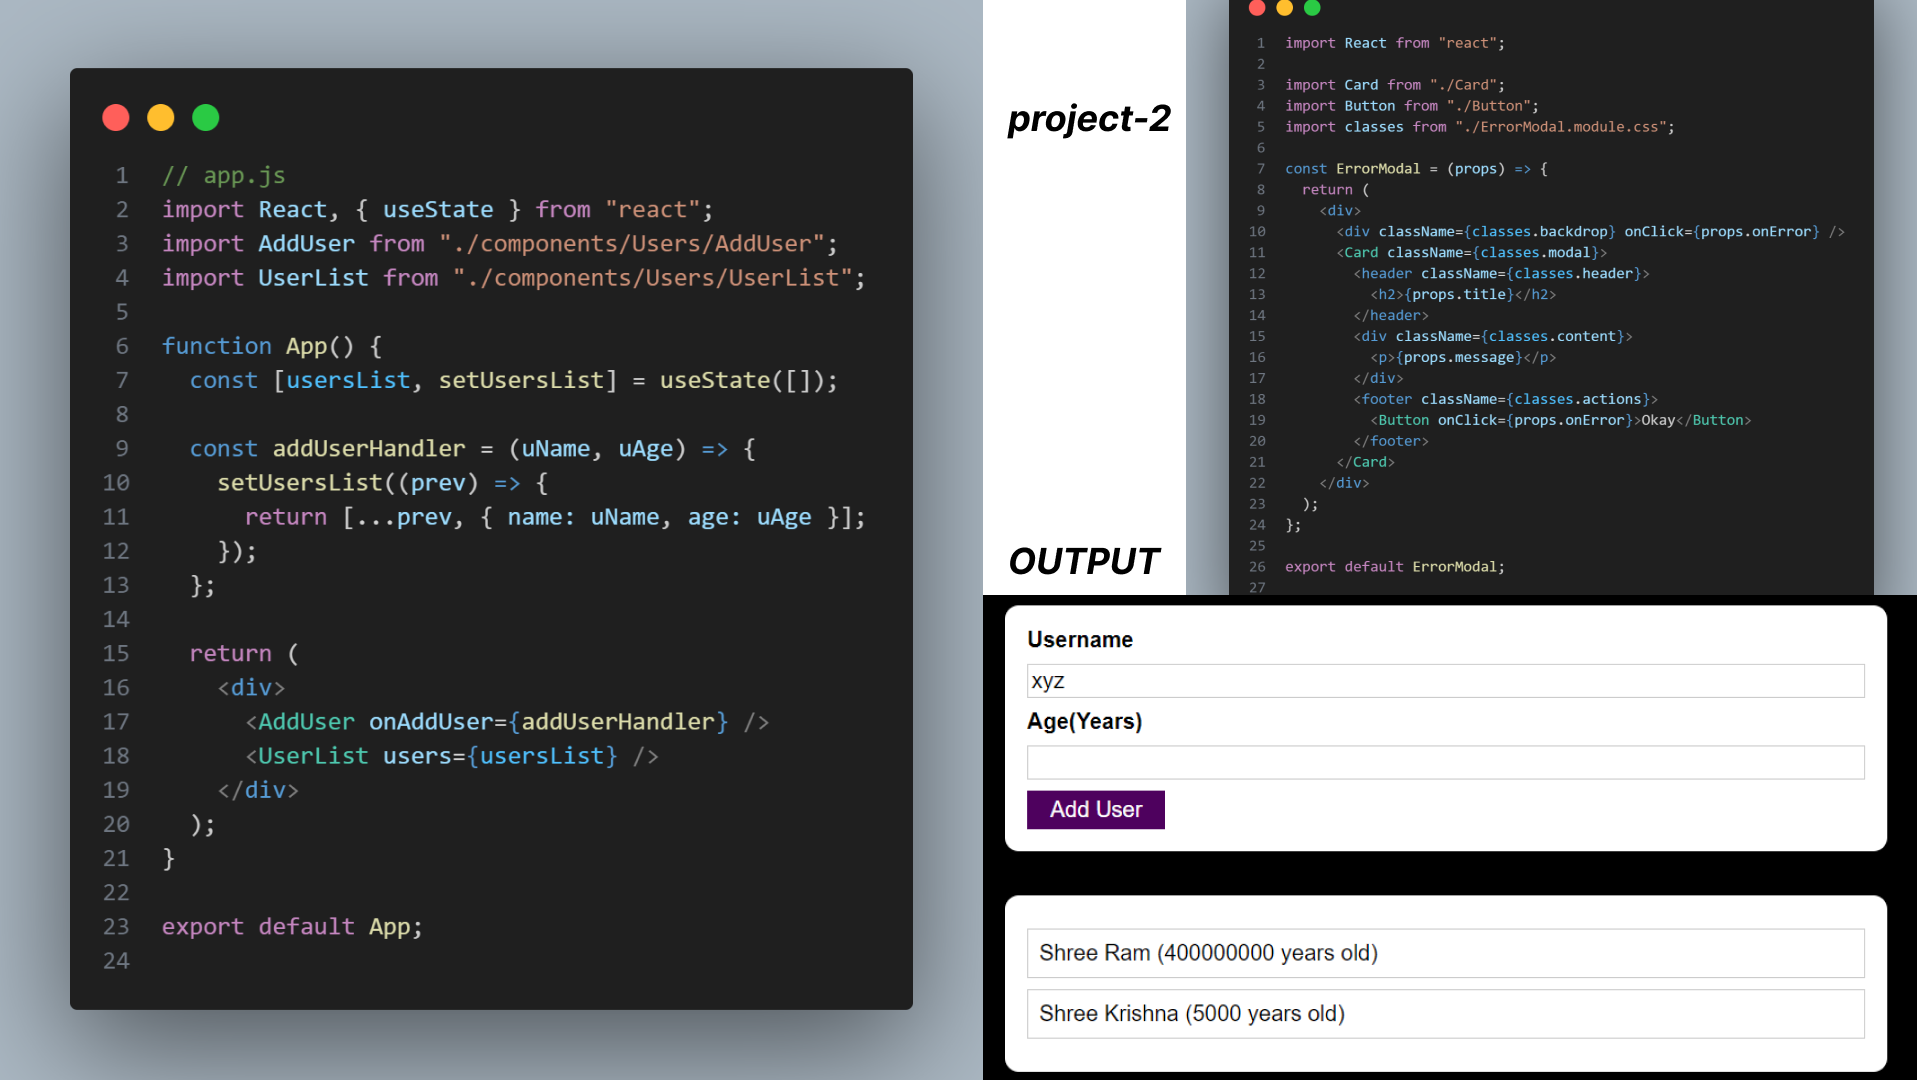 1 // app.js
2 import React, { useState } from "react";
3 import AddUser from "./components/Users/AddUser";
4 import UserList from "./components/Users/UserList";
5
6 function App() {
7   const [usersList, setUsersList] = useState([]);
8
9   const addUserHandler = (uName, uAge) => {
10     setUsersList((prev) => {
11       return [...prev, { name: uName, age: uAge }];
12     });
13   };
14
15   return (
16     <div>
17       <AddUser onAddUser={addUserHandler} />
18       <UserList users={usersList} />
19     </div>
20   );
21 }
22
23 export default App;
24
project-2
1 import React from "react";
2
3 import Card from "./Card";
4 import Button from "./Button";
5 import classes from "./ErrorModal.module.css";
6
7 const ErrorModal = (props) => {
8   return (
9     <div>
10       <div className={classes.backdrop} onClick={props.onError} />
11       <Card className={classes.modal}>
12         <header className={classes.header}>
13           <h2>{props.title}</h2>
14         </header>
15         <div className={classes.content}>
16           <p>{props.message}</p>
17         </div>
18         <footer className={classes.actions}>
19           <Button onClick={props.onError}>Okay</Button>
20         </footer>
21       </Card>
22     </div>
23   );
24 };
25
26 export default ErrorModal;
27
OUTPUT
Username
xyz
Age(Years)
Add User
Shree Ram (400000000 years old)
Shree Krishna (5000 years old)